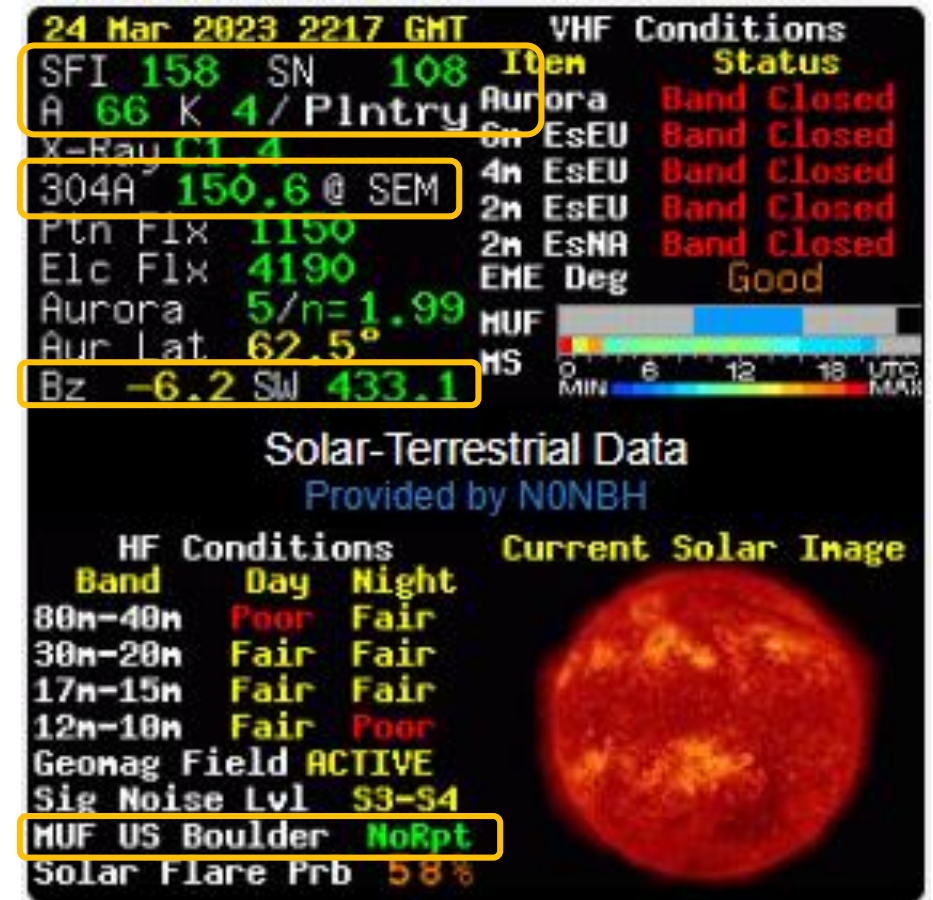 24 Mar 2023 2217 GMT
SFI 158 SN 108
A 66 K 4/Plntry
X-Ray C1.4
304A 150.6 @ SEM
Ptn Flx 1150
Elc Flx 4190
Aurora 5/n=1.99
Aur Lat 62.5°
Bz -6.2 SW 433.1
VHF Conditions
Item Status
Aurora Band Closed
6m EsEU Band Closed
4m EsEU Band Closed
2m EsEU Band Closed
2m EsNA Band Closed
EME Deg Good
MUF
MS
0 6 12 18 UTC
MIN MAX
Solar-Terrestrial Data
Provided by N0NBH
HF Conditions
Band Day Night
80m-40m Poor Fair
30m-20m Fair Fair
17m-15m Fair Fair
12m-10m Fair Poor
Geomag Field ACTIVE
Sig Noise Lvl S3-S4
MUF US Boulder NoRpt
Solar Flare Prb 58%
Current Solar Image